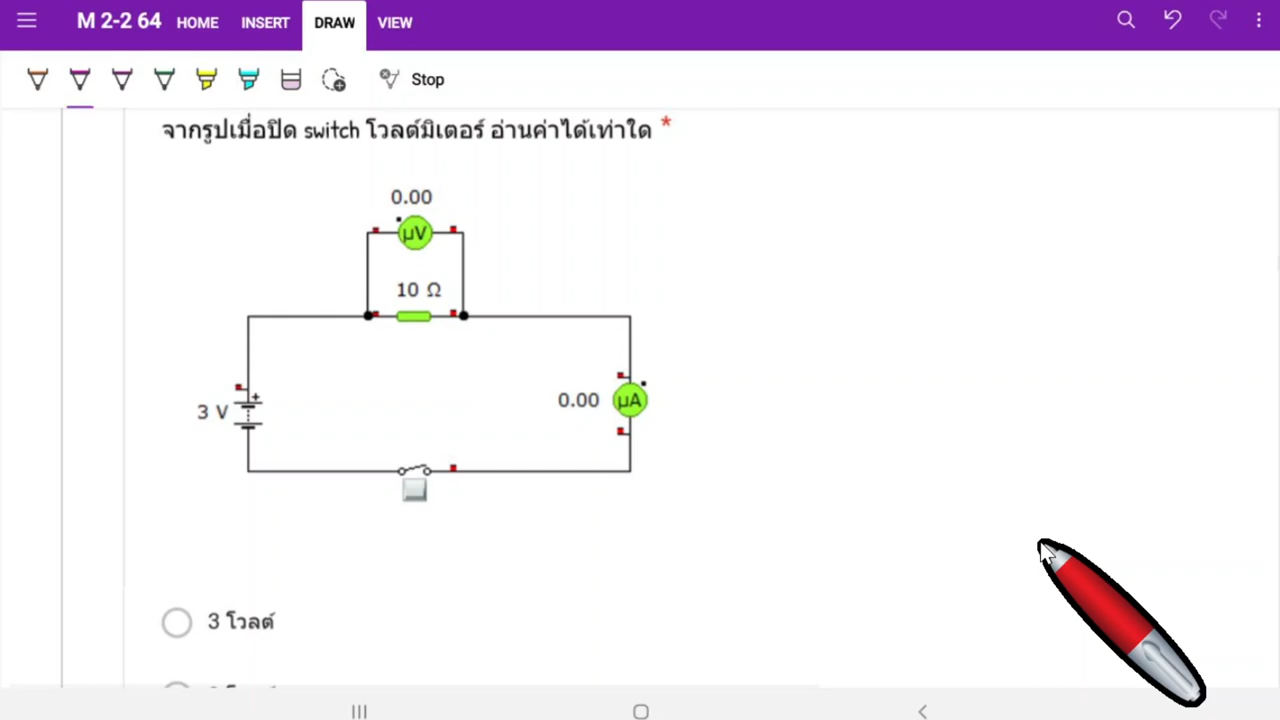 M 2-2 64 HOME INSERT DRAW VIEW
Stop
จากรูปเมื่อปิด switch โวลต์มิเตอร์ อ่านค่าได้เท่าใด *
0.00
µV
10 Ω
3 V
+
0.00 µA
3 โวลต์